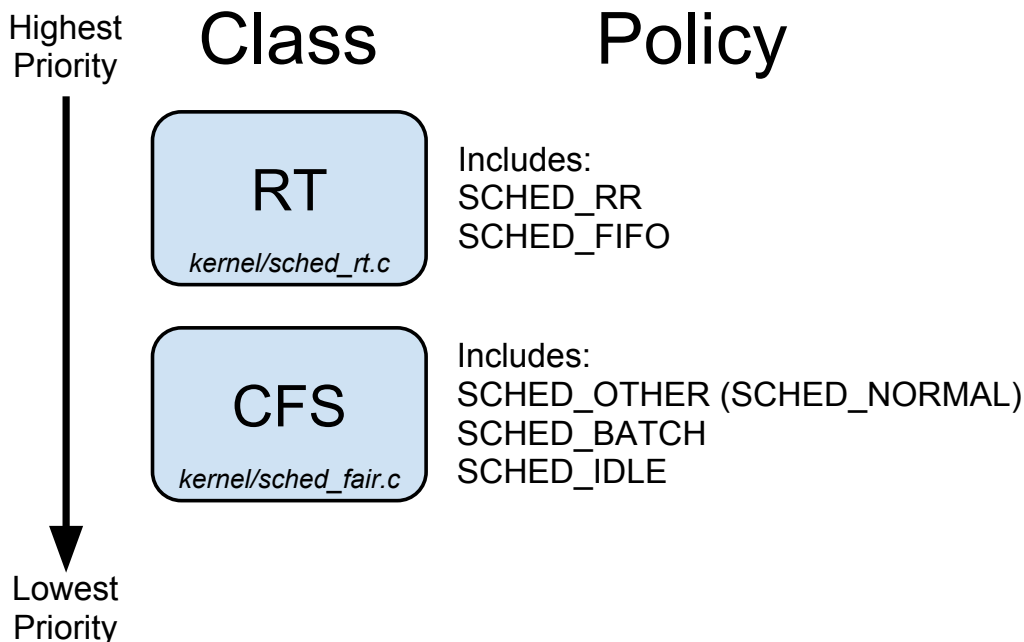 Highest
Priority
Class
Policy
RT
kernel/sched_rt.c
Includes:
SCHED_RR
SCHED_FIFO
CFS
kernel/sched_fair.c
Includes:
SCHED_OTHER (SCHED_NORMAL)
SCHED_BATCH
SCHED_IDLE
Lowest
Priority